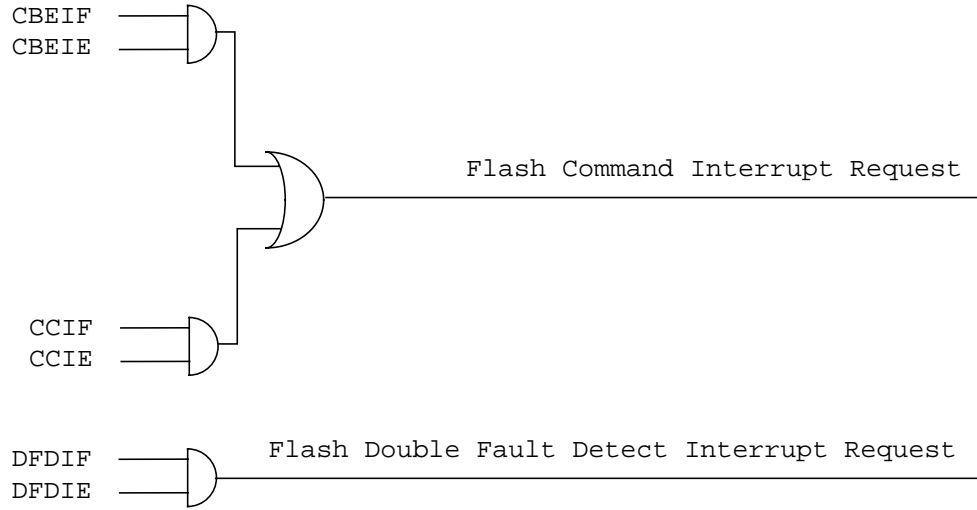 CBEIF
CBEIE
Flash Command Interrupt Request
CCIF
CCIE
Flash Double Fault Detect Interrupt Request
DFDIF
DFDIE